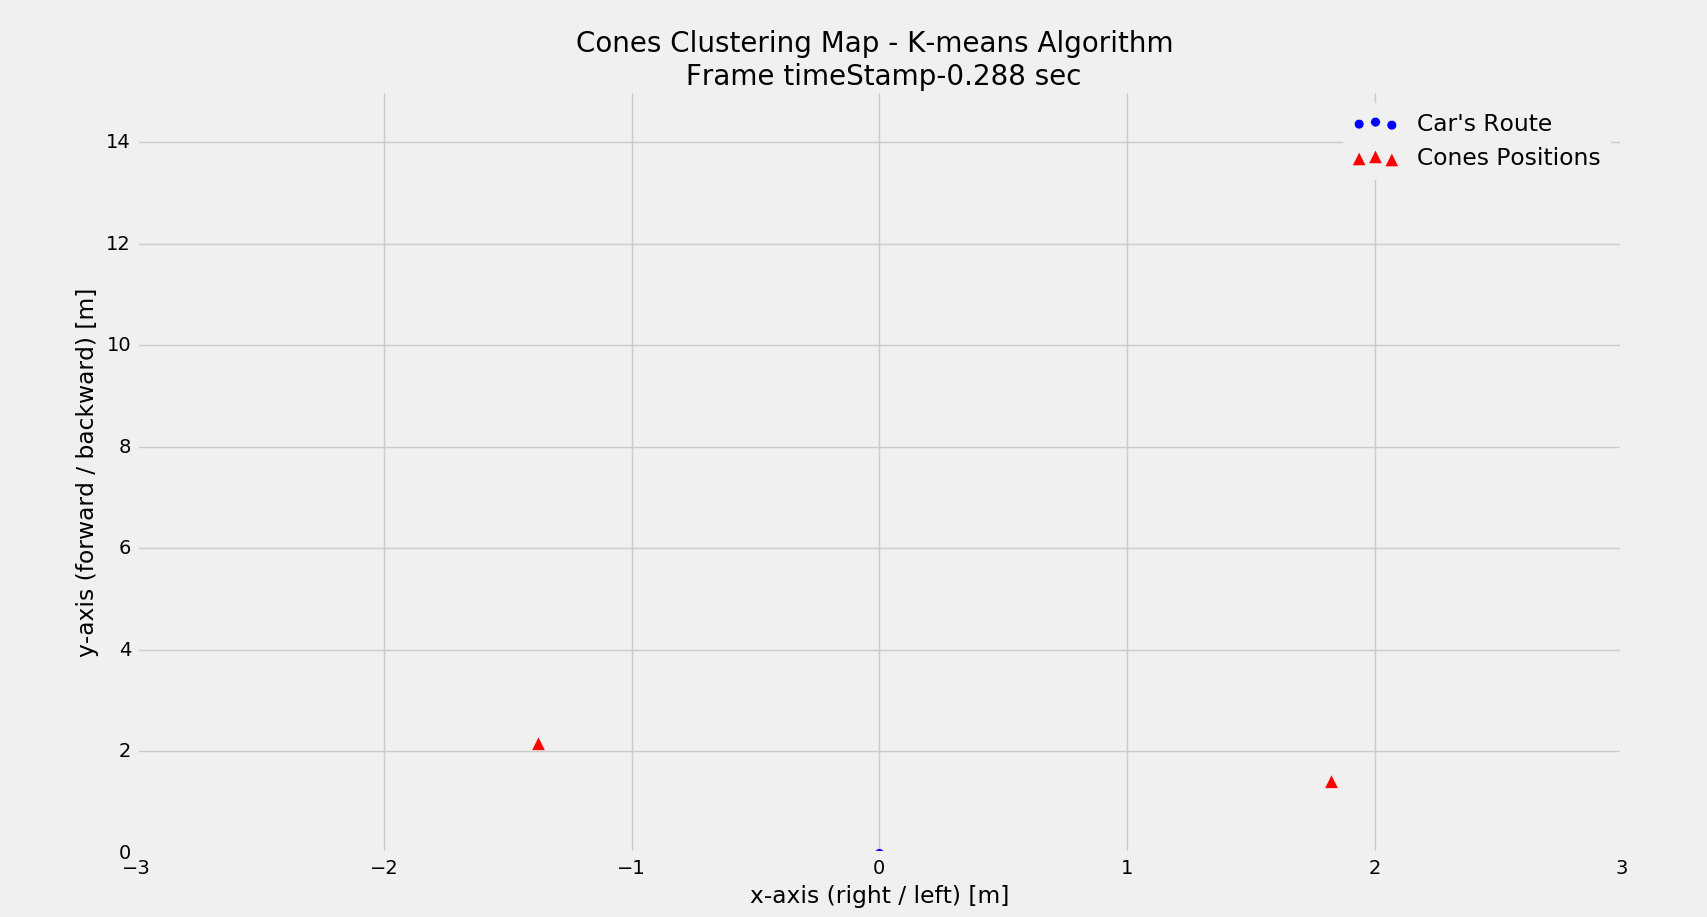 Cones Clustering Map - K-means Algorithm
Frame timeStamp-0.288 sec
Car's Route
Cones Positions
y-axis (forward / backward) [m]
14
12
10
8
6
4
2
0
−3 −2 −1 0 1 2 3
x-axis (right / left) [m]